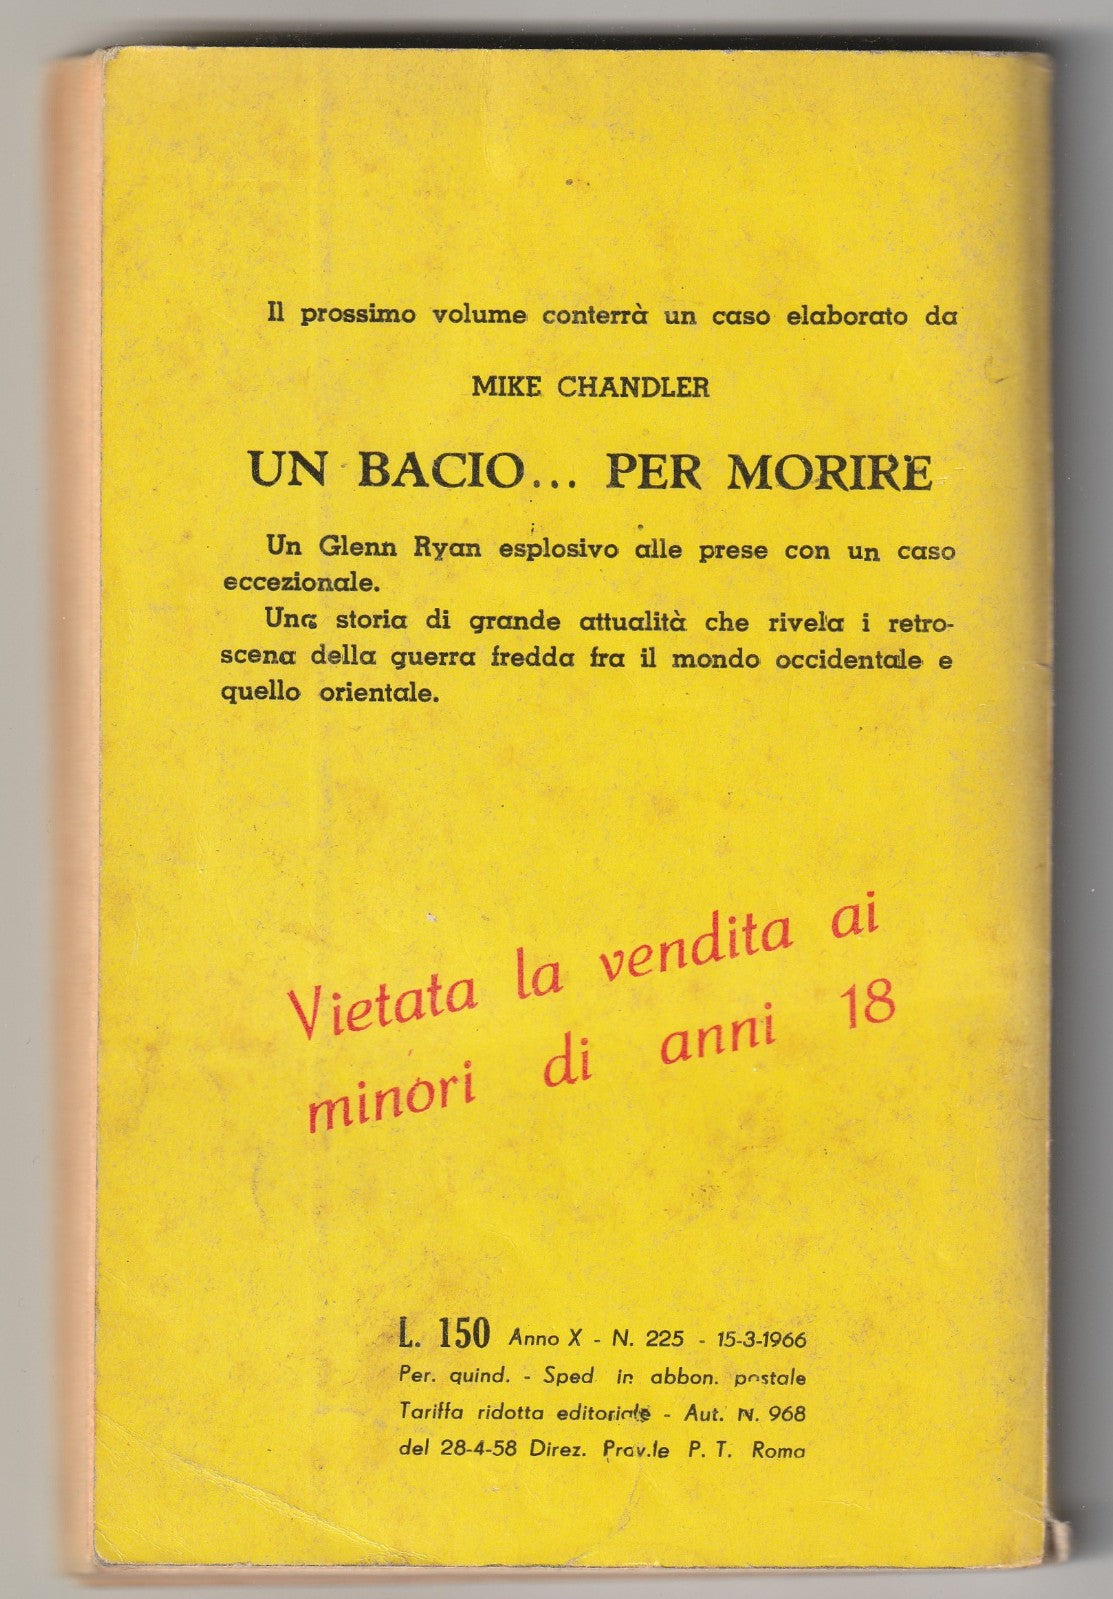 Il prossimo volume conterrà un caso elaborato da
MIKE CHANDLER
UN BACIO... PER MORIRE
Un Glenn Ryan esplosivo alle prese con un caso
eccezionale.
Una storia di grande attualità che rivela i retro-
scena della guerra fredda fra il mondo occidentale e
quello orientale.
Vietata la vendita ai
minori di anni 18
L. 150 Anno X - N. 225 - 15-3-1966
Per. quind. - Sped. in abbon. postale
Tariffa ridotta editoriale - Aut. N. 968
del 28-4-58 Direz. Prov.le P. T. Roma